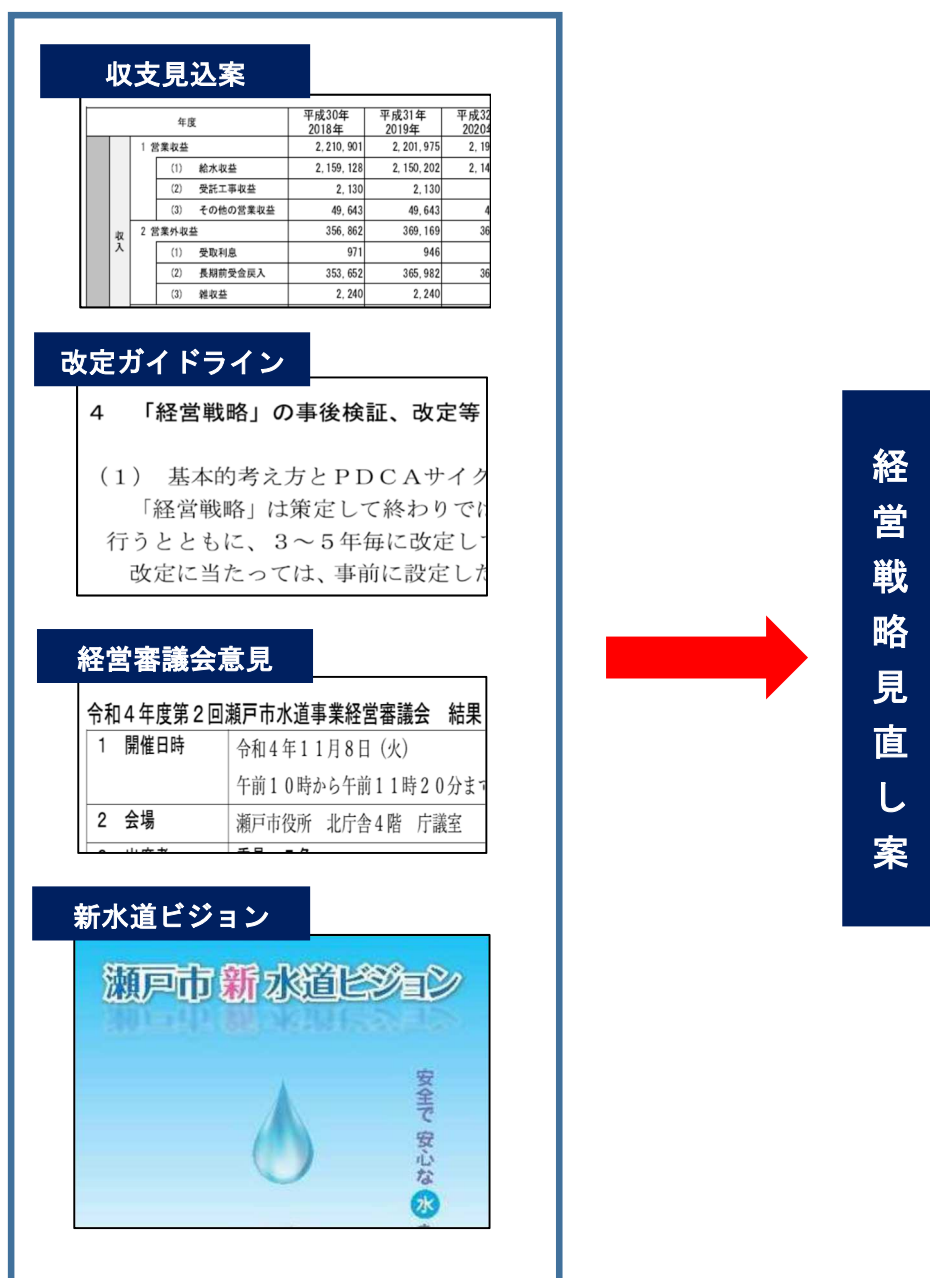 収支見込案
年度 平成30年 平成31年 平成32
2018年 2019年 2020
収入
1 営業収益 2,210,901 2,201,975 2,19
(1) 給水収益 2,159,128 2,150,202 2,14
(2) 受託工事収益 2,130 2,130
(3) その他の営業収益 49,643 49,643 4
2 営業外収益 356,862 369,169 36
(1) 受取利息 971 946
(2) 長期前受金戻入 353,652 365,982 36
(3) 雑収益 2,240 2,240
改定ガイドライン
4 「経営戦略」の事後検証、改定等
(1) 基本的考え方とPDCAサイク
「経営戦略」は策定して終わりでは
行うとともに、3～5年毎に改定して
改定に当たっては、事前に設定した
経営審議会意見
令和4年度第2回瀬戸市水道事業経営審議会 結果
1 開催日時 令和4年11月8日(火)
午前10時から午前11時20分まで
2 会場 瀬戸市役所 北庁舎4階 庁議室
新水道ビジョン
瀬戸市 新 水道ビジョン
安全で 安心な 水
経営戦略見直し案